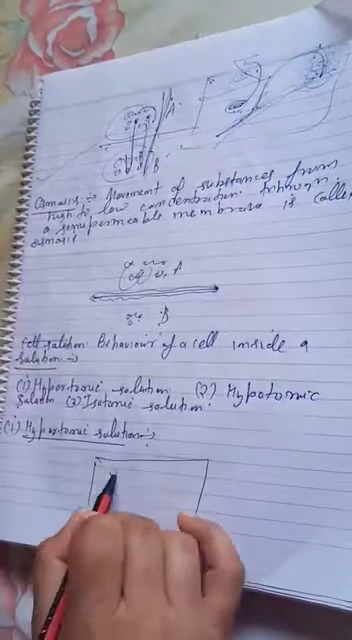 A
B
Osmosis :- Movement of substances from
high to low concentration through
a semipermeable membrane is called
osmosis
A
B
Cell solution: Behaviour of a cell inside a
solution :-
(1) Hypertonic solution (2) Hypotonic
Solution (3) Isotonic solution.
(1) Hypertonic solution :-